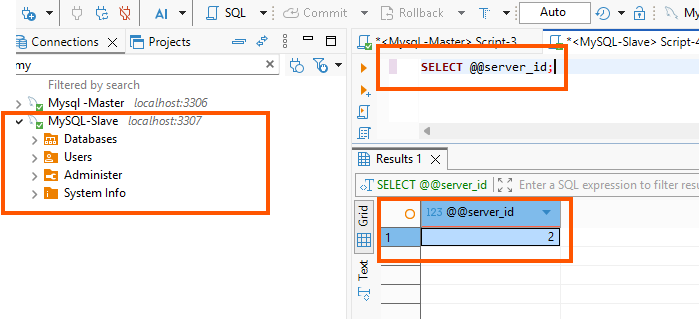 SQL Commit Rollback T Auto
Connections Projects
my
Filtered by search
Mysql -Master localhost:3306
MySQL-Slave localhost:3307
Databases
Users
Administer
System Info
*<Mysql -Master> Script-3 *<MySQL-Slave> Script-4
SELECT @@server_id;
Results 1
SELECT @@server_id Enter a SQL expression to filter resu
Grid
Text
123 @@server_id
1 2